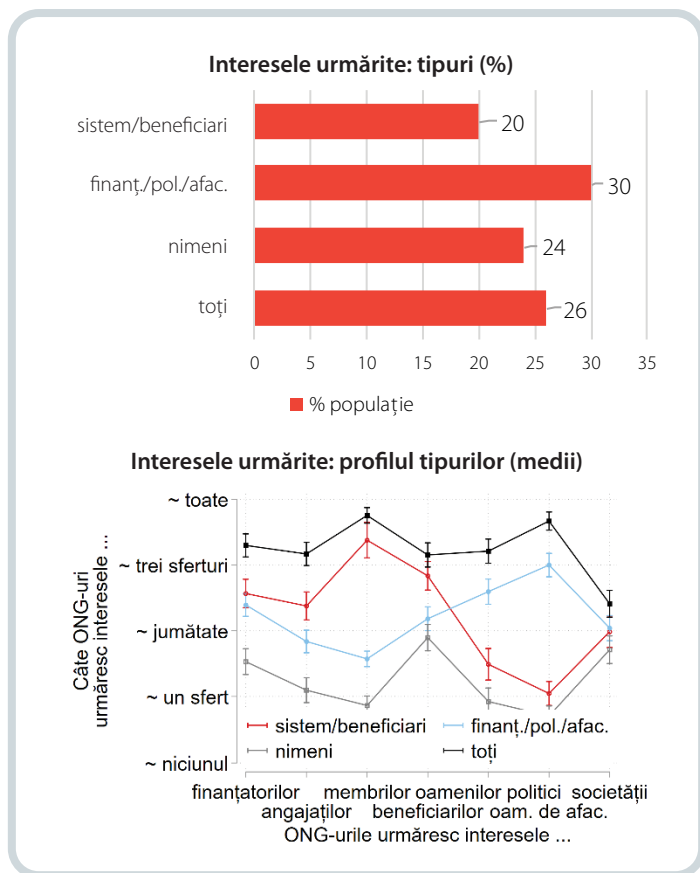 Interesele urmărite: tipuri (%)
sistem/beneficiari
20
finanț./pol./afac.
30
nimeni
24
toți
26
0 5 10 15 20 25 30 35
% populație
Interesele urmărite: profilul tipurilor (medii)
Câte ONG-uri
urmăresc interesele ...
~ toate
~ trei sferturi
~ jumătate
~ un sfert
~ niciunul
sistem/beneficiari finanț./pol./afac.
nimeni toți
finanțatorilor membrilor oamenilor politici societății
angajaților beneficiarilor oam. de afac.
ONG-urile urmăresc interesele ...